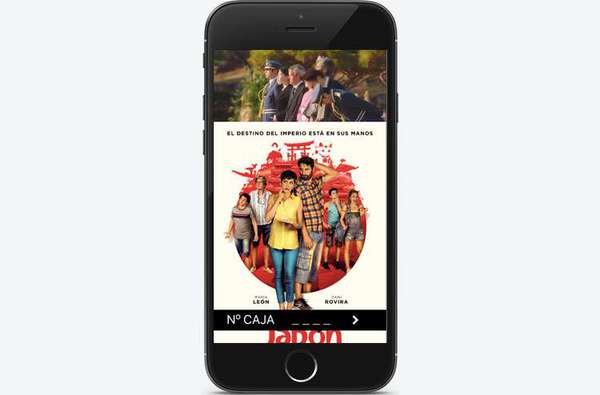 EL DESTINO DEL IMPERIO ESTÁ EN SUS MANOS
MARÍA DANI
LEÓN ROVIRA
Nº CAJA _ _ _ _ >
Japón